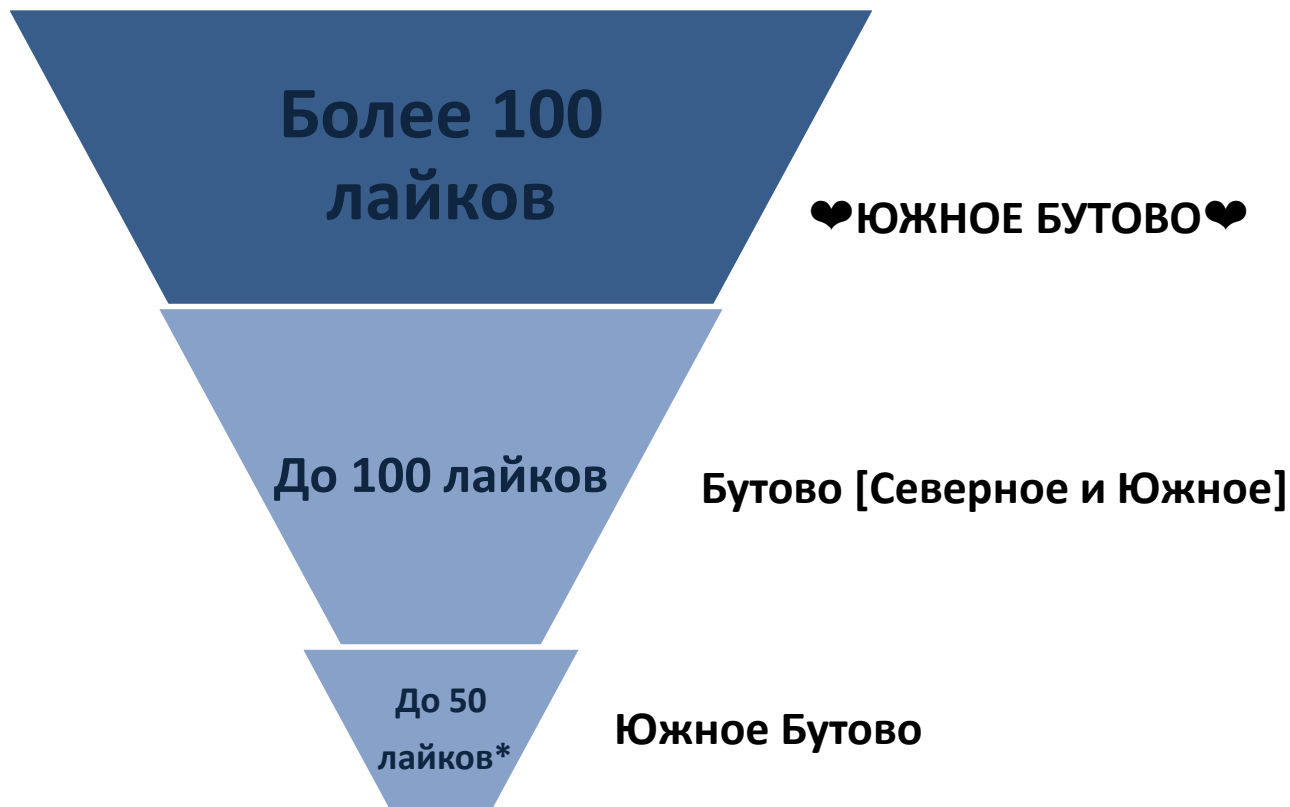 Более 100
лайков
❤ЮЖНОЕ БУТОВО❤
До 100 лайков
Бутово [Северное и Южное]
До 50
лайков*
Южное Бутово